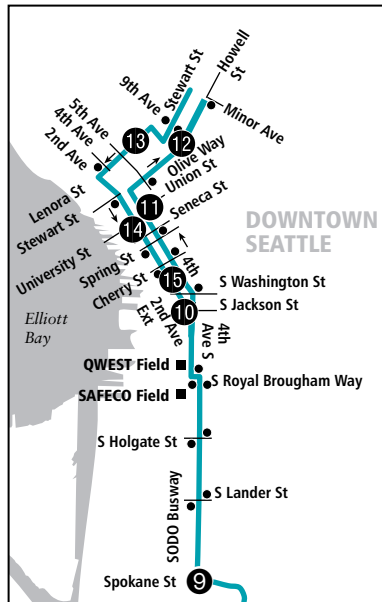 Howell
St
Stewart St
9th Ave
Minor Ave
5th Ave
4th Ave
2nd Ave
13
12
Olive Way
Union St
Lenora St
Stewart St
11
Seneca St
14
DOWNTOWN
SEATTLE
University St
Spring St
Cherry St
4th
15
S Washington St
2nd Ave
Ext
10
S Jackson St
Elliott
Bay
4th
Ave S
QWEST Field
S Royal Brougham Way
SAFECO Field
S Holgate St
S Lander St
SODO Busway
Spokane St
9